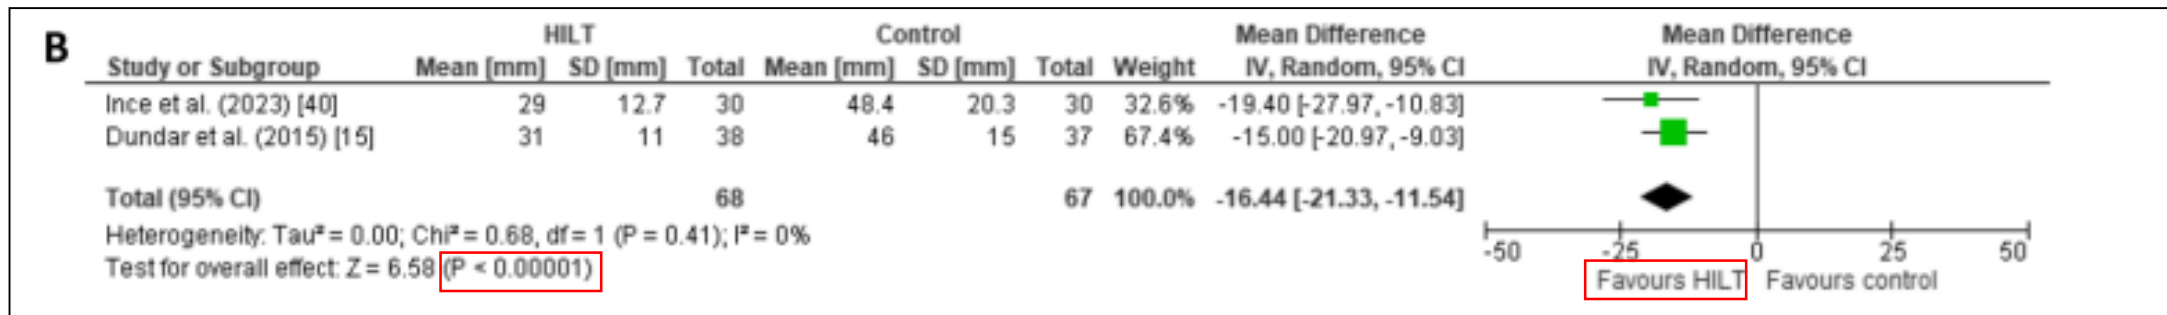 B
HILT Control Mean Difference Mean Difference
Study or Subgroup Mean [mm] SD [mm] Total Mean [mm] SD [mm] Total Weight IV, Random, 95% CI IV, Random, 95% CI
Ince et al. (2023) [40] 29 12.7 30 48.4 20.3 30 32.6% -19.40 [-27.97, -10.83]
Dundar et al. (2015) [15] 31 11 38 46 15 37 67.4% -15.00 [-20.97, -9.03]
Total (95% CI) 68 67 100.0% -16.44 [-21.33, -11.54]
Heterogeneity: Tau² = 0.00; Chi² = 0.68, df = 1 (P = 0.41); I² = 0%
Test for overall effect: Z = 6.58 (P < 0.00001)
-50 -25 0 25 50
Favours HILT Favours control